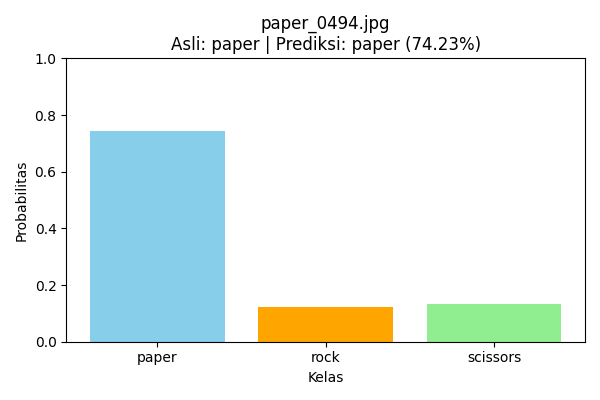 paper_0494.jpg
Asli: paper | Prediksi: paper (74.23%)
1.0
0.8
0.6
0.4
0.2
0.0
Probabilitas
paper rock scissors
Kelas